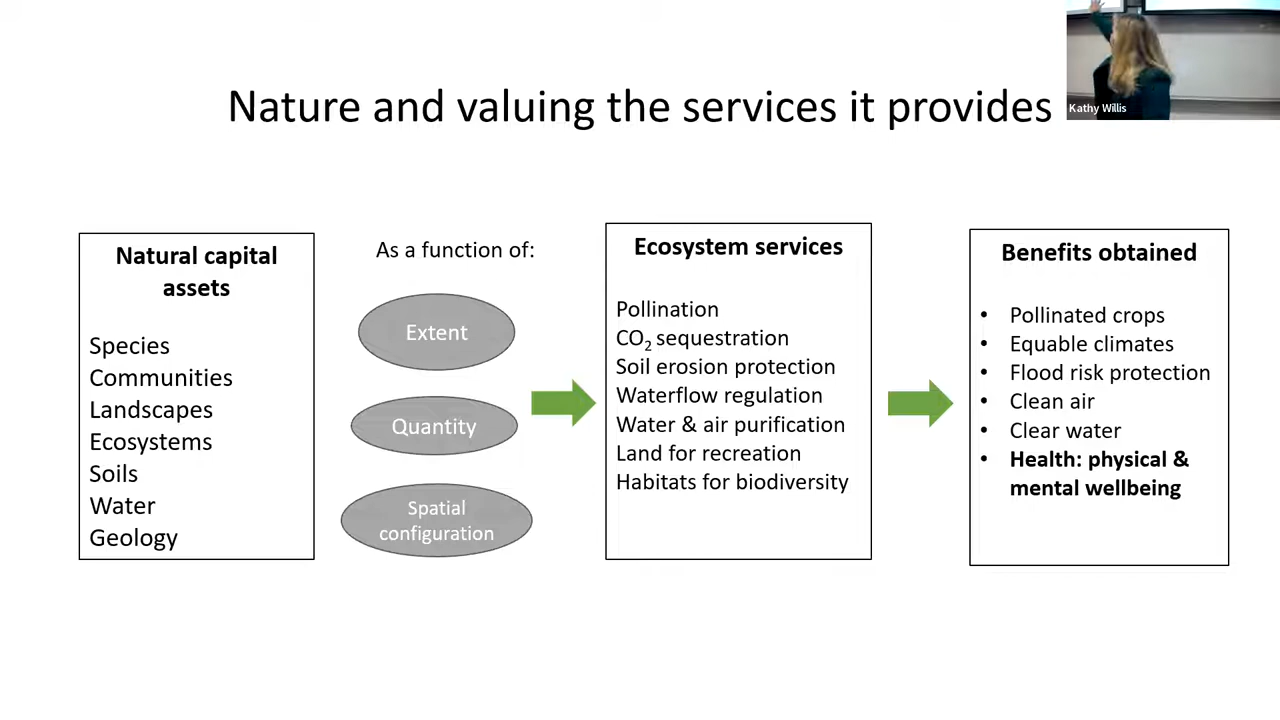 Nature and valuing the services it provides
Kathy Willis
Natural capital
assets
Species
Communities
Landscapes
Ecosystems
Soils
Water
Geology
As a function of:
Extent
Quantity
Spatial
configuration
Ecosystem services
Pollination
CO₂ sequestration
Soil erosion protection
Waterflow regulation
Water & air purification
Land for recreation
Habitats for biodiversity
Benefits obtained
• Pollinated crops
• Equable climates
• Flood risk protection
• Clean air
• Clear water
• Health: physical &
mental wellbeing